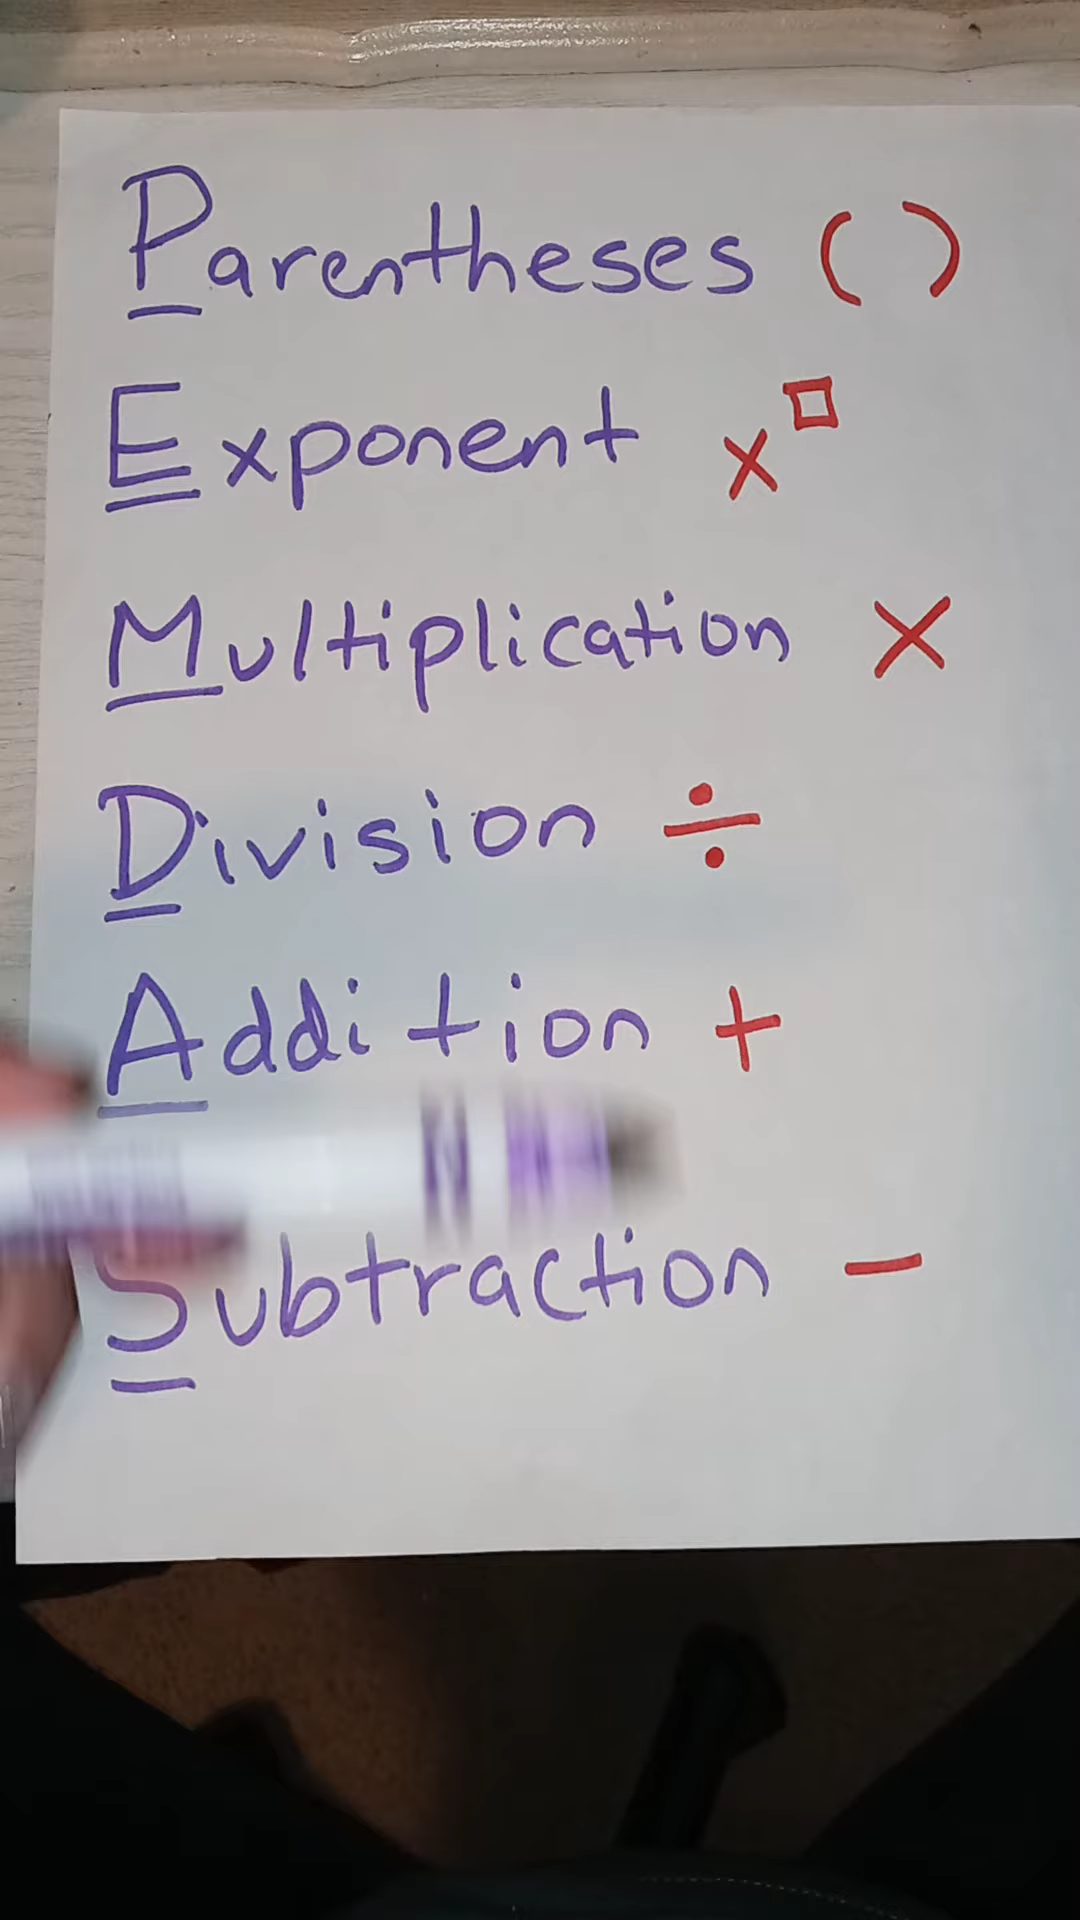 Parentheses ( )
Exponent x□
Multiplication ×
Division ÷
Addition +
Subtraction −